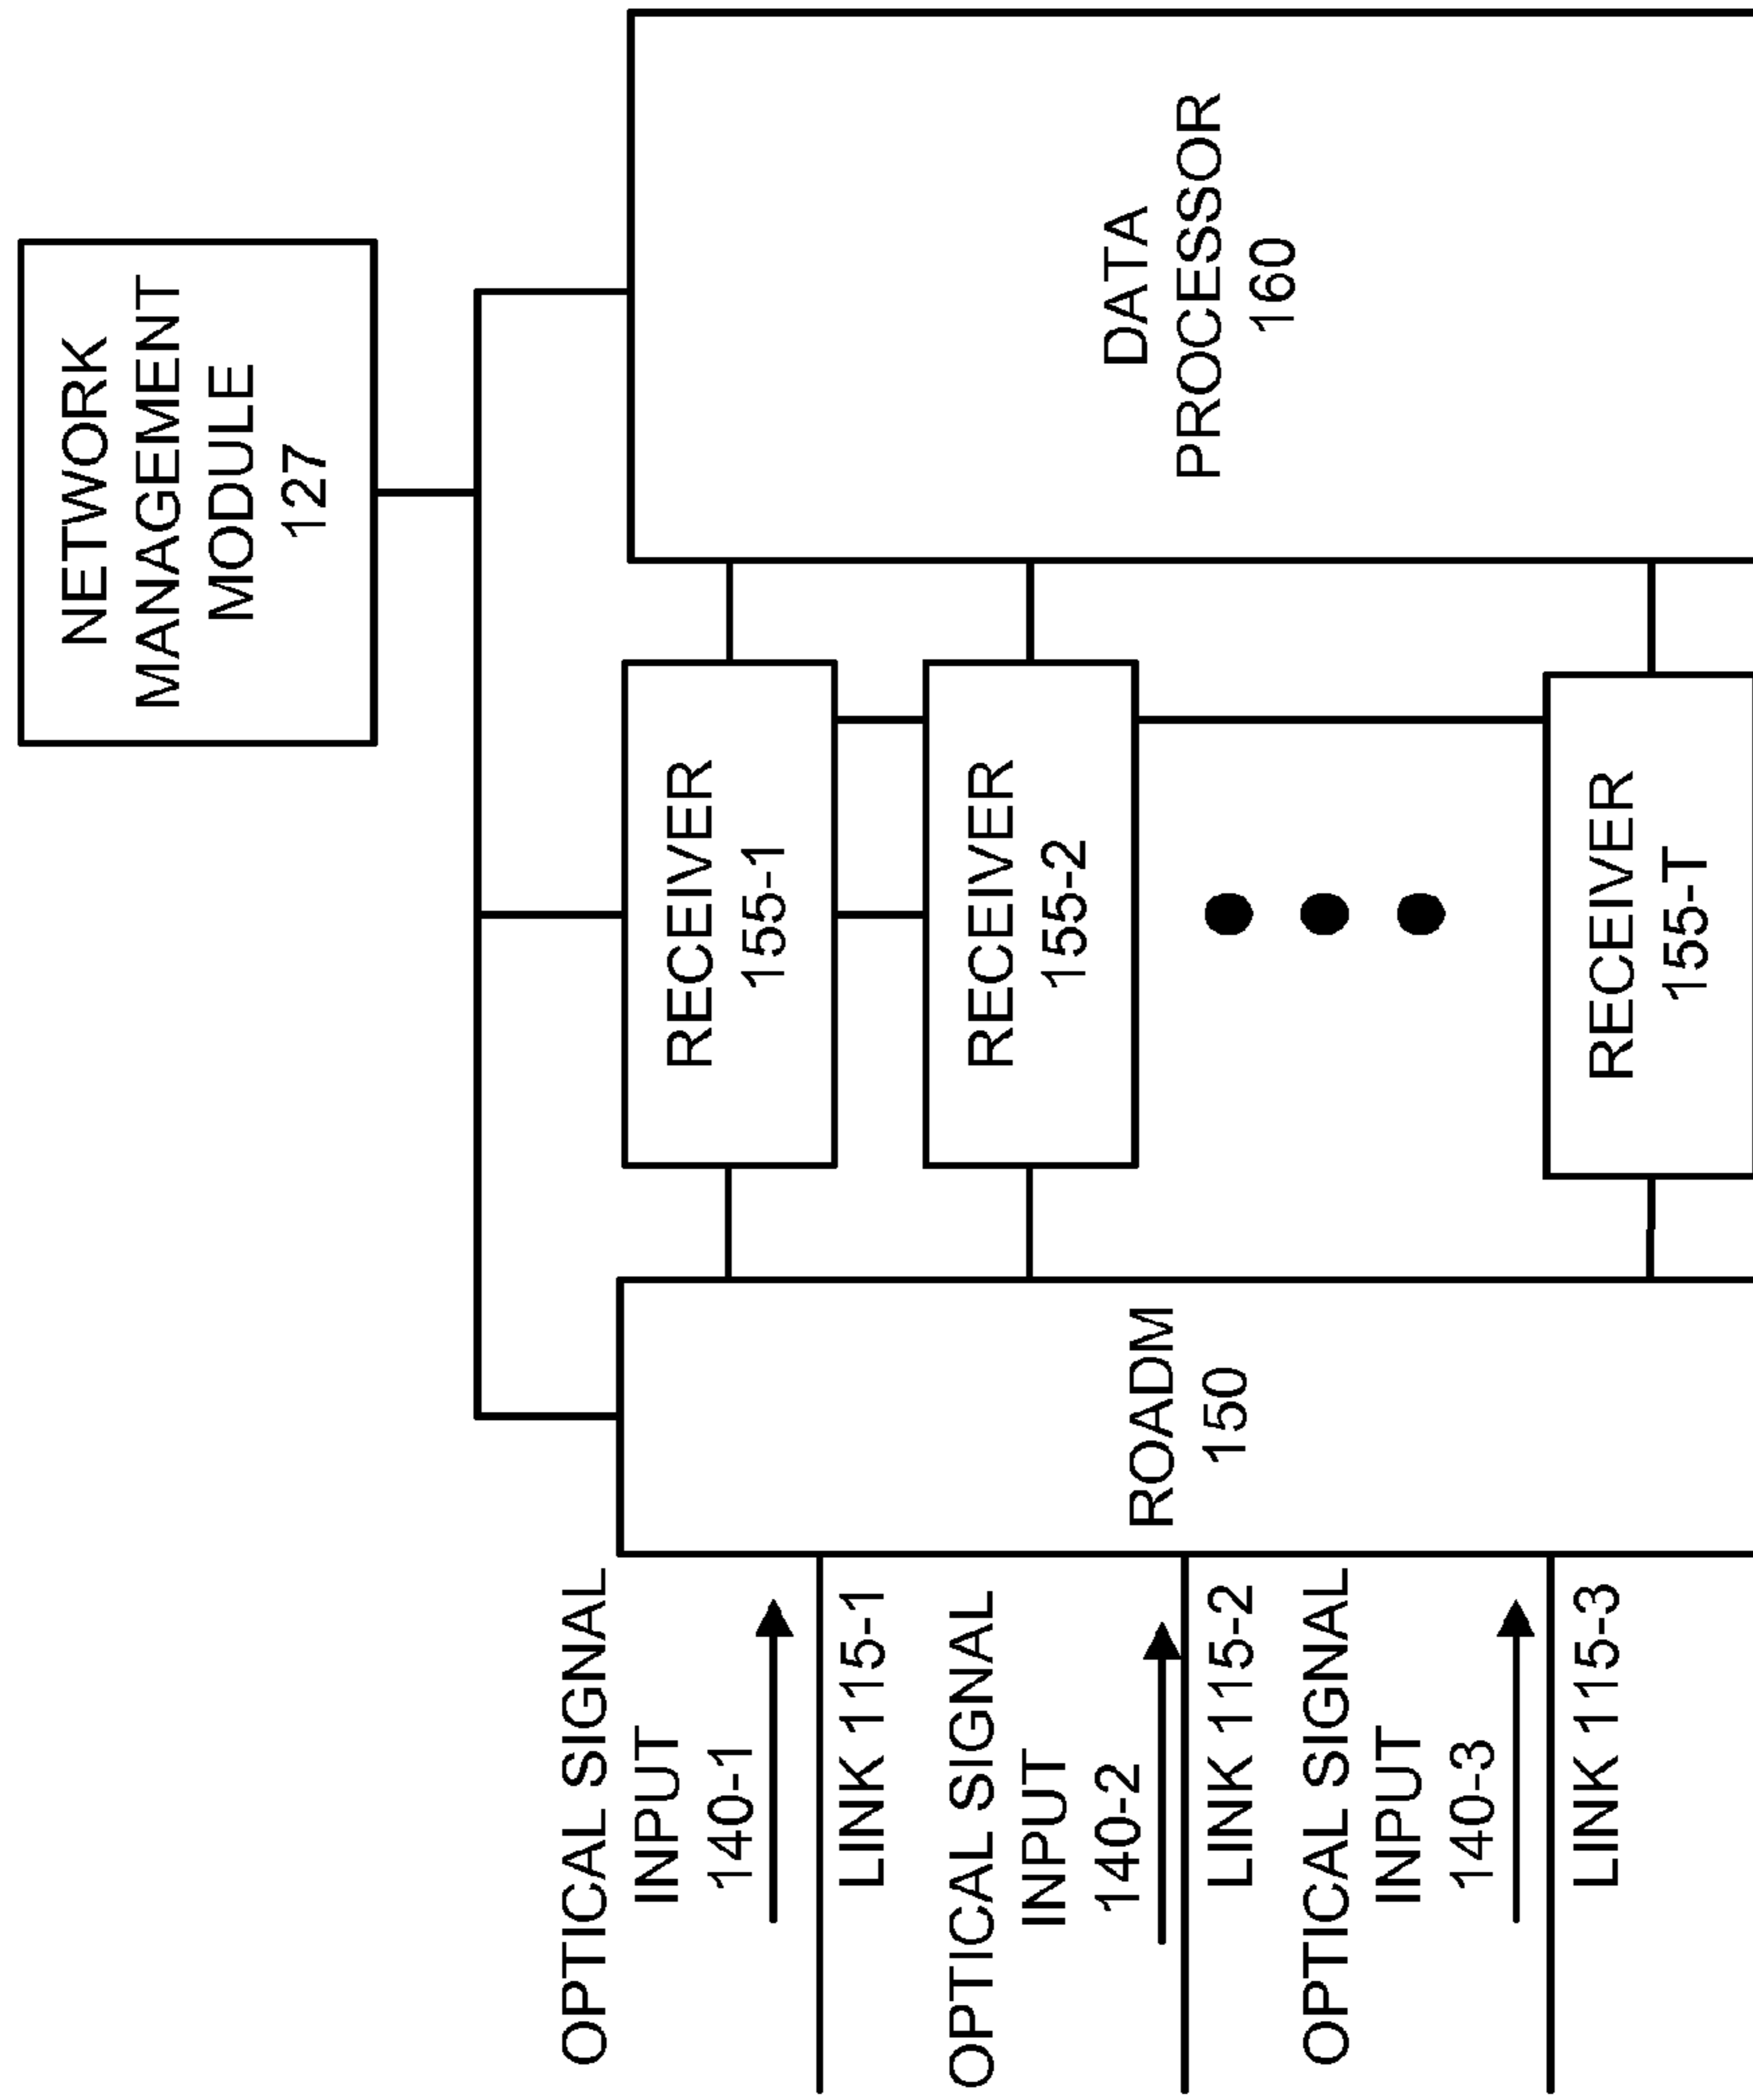 NETWORK
MANAGEMENT
MODULE
127
OPTICAL SIGNAL
INPUT
140-1
LINK 115-1
OPTICAL SIGNAL
INPUT
140-2
LINK 115-2
OPTICAL SIGNAL
INPUT
140-3
LINK 115-3
ROADM
150
RECEIVER
155-1
RECEIVER
155-2
RECEIVER
155-T
DATA
PROCESSOR
160